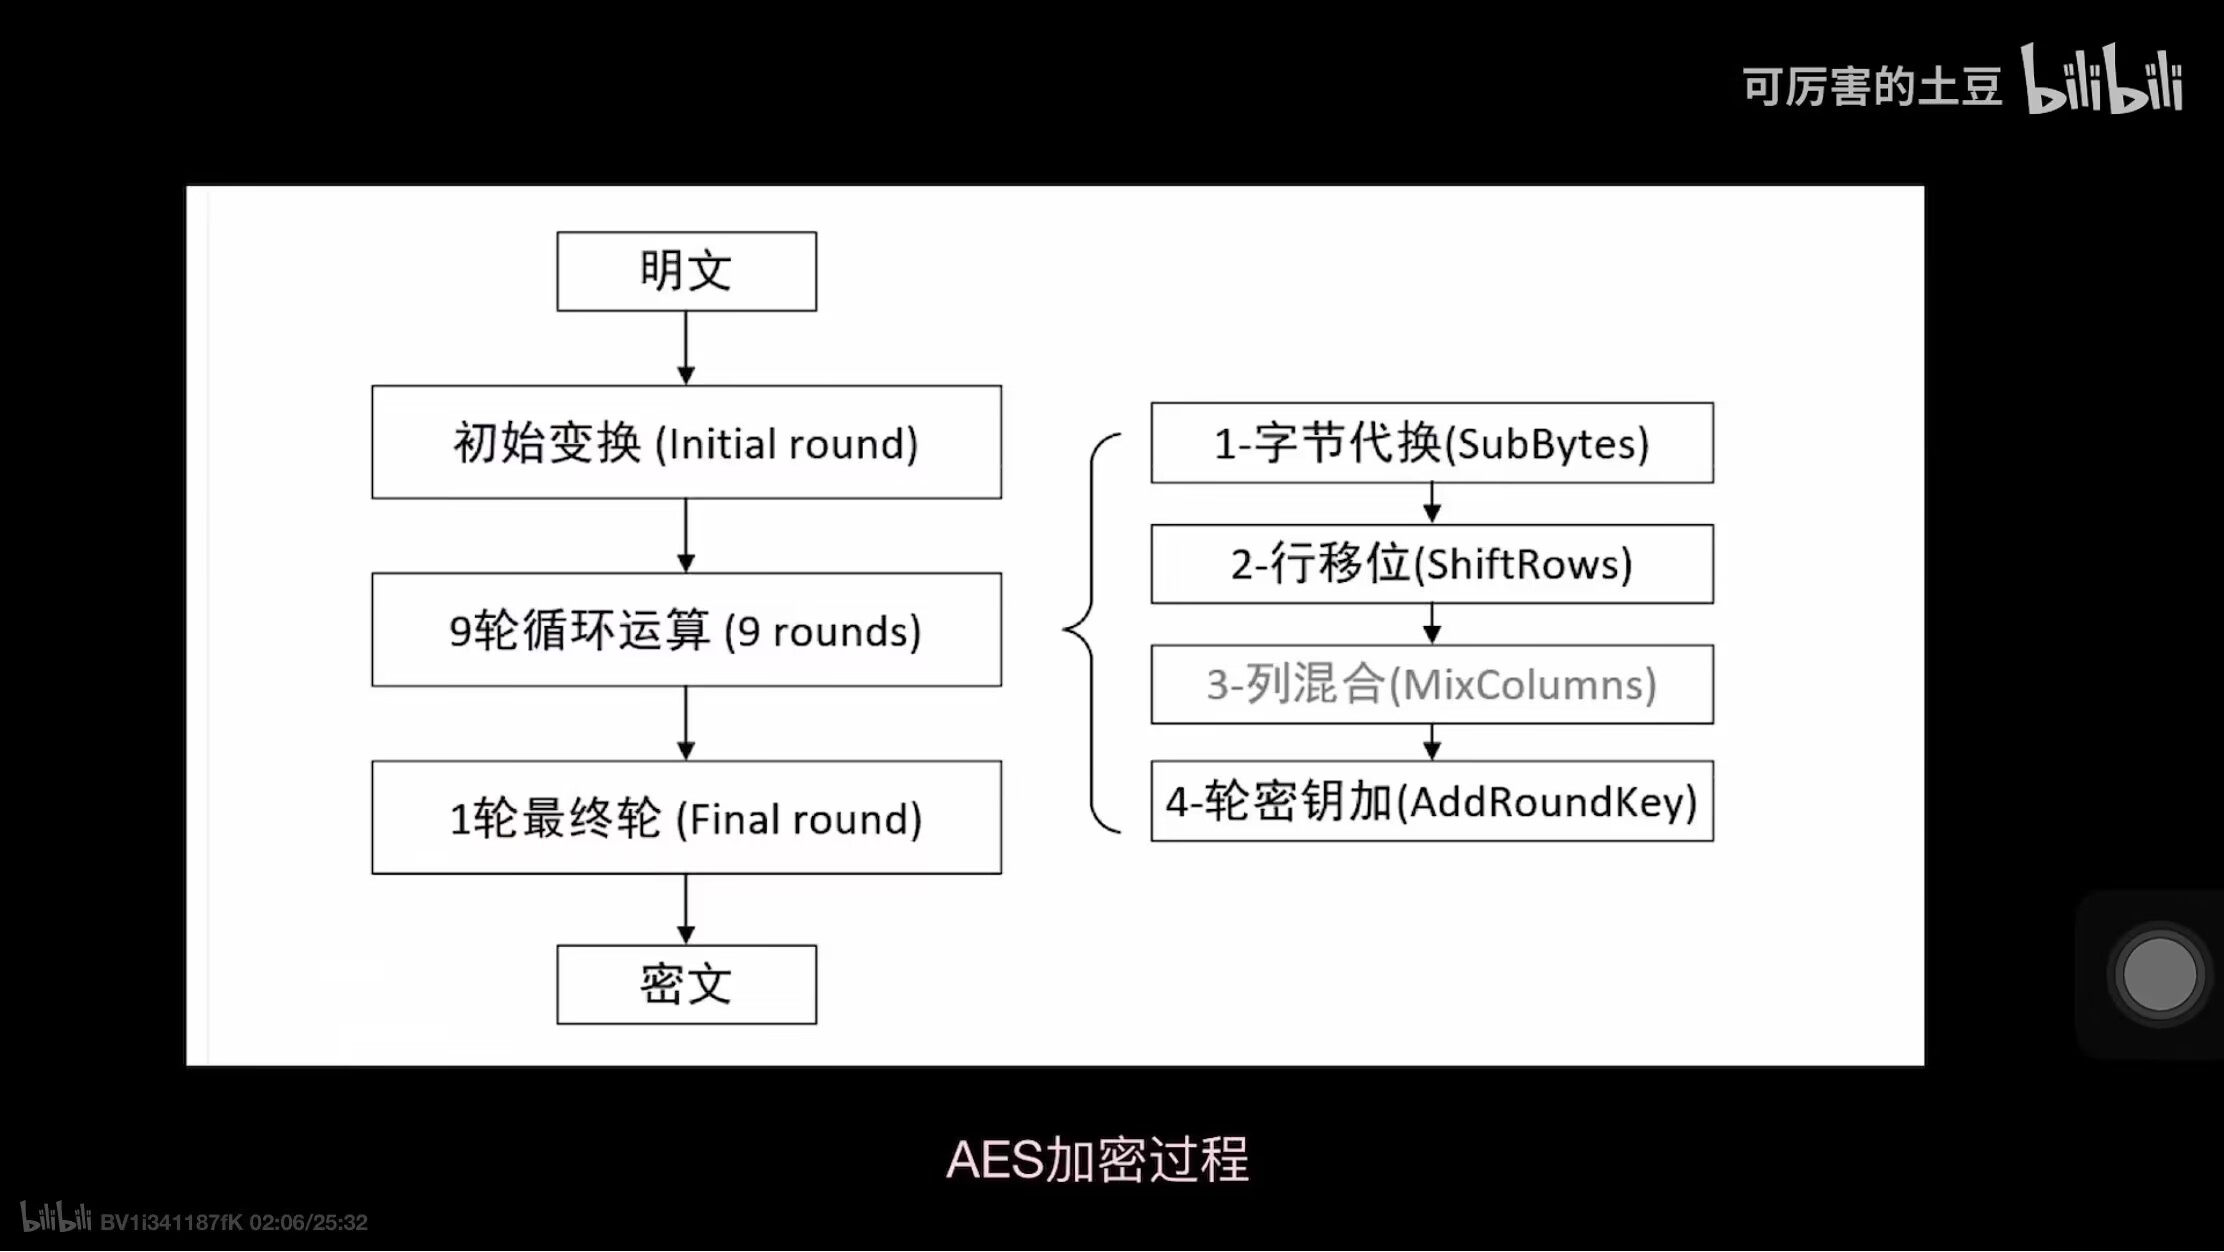 可厉害的土豆 bilibili
明文
初始变换 (Initial round)
9轮循环运算 (9 rounds)
1轮最终轮 (Final round)
密文
1-字节代换(SubBytes)
2-行移位(ShiftRows)
3-列混合(MixColumns)
4-轮密钥加(AddRoundKey)
AES加密过程
bilibili BV1i341187fK 02:06/25:32